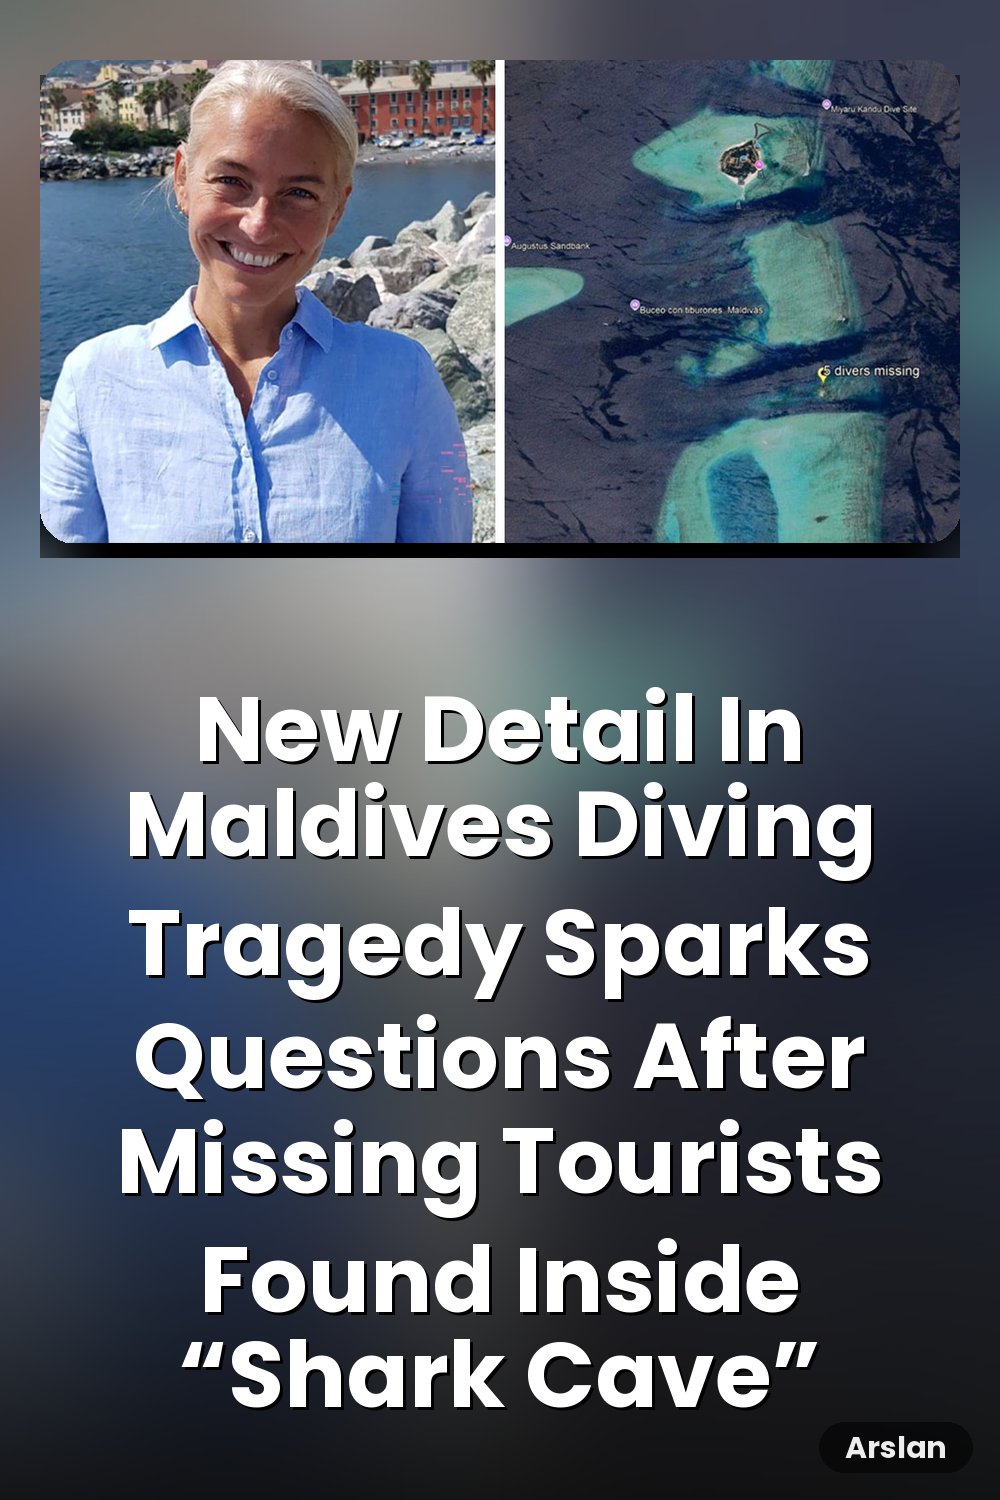 Miyaru Kandu Dive Site
Augustus Sandbank
Buceo con tiburones Maldivas
5 divers missing
New Detail In
Maldives Diving
Tragedy Sparks
Questions After
Missing Tourists
Found Inside
“Shark Cave”
Arslan